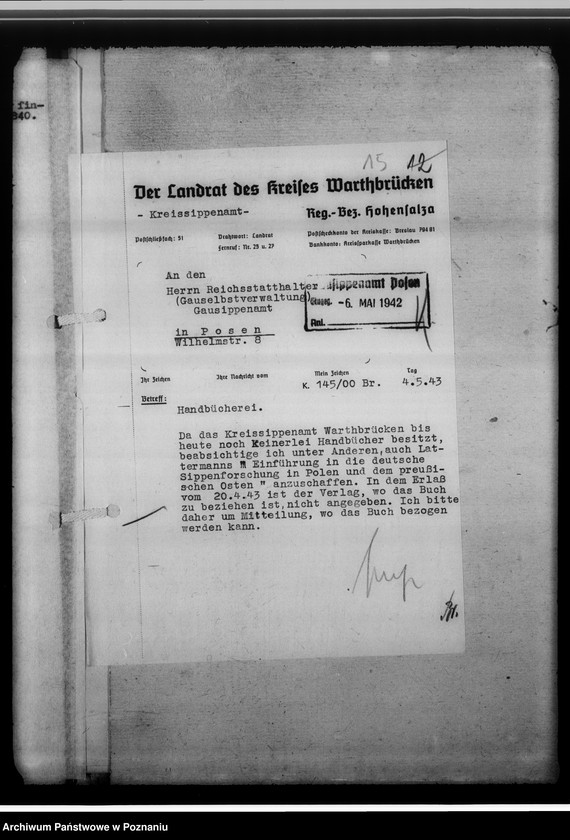 fin-
340.
15 12
Der Landrat des Kreises Warthbrücken
- Kreissippenamt-
Reg.-Bez. Hohensalza
Postschließfach: 51
Drahtwort: Landrat
Fernruf: Nr. 25 u. 27
Postscheckkonto der Kreiskasse: Breslau 704 81
Bankkonto: Kreissparkasse Warthbrücken
An den
Herrn Reichsstatthalter
(Gauselbstverwaltung)
Gausippenamt
in Posen
Wilhelmstr. 8
sippenamt Posen
Eingeg. -6. MAI 1942
Anl.
Ihr Zeichen
Ihre Nachricht vom
Mein Zeichen
K. 145/00 Br.
Tag
4.5.43
Betreff:
Handbücherei.
Da das Kreissippenamt Warthbrücken bis
heute noch Keinerlei Handbücher besitzt,
beabsichtige ich unter Anderen,auch Lat-
termanns " Einführung in die deutsche
Sippenforschung in Polen und dem preußi-
schen Osten " anzuschaffen. In dem Erlaß
vom 20.4.43 ist der Verlag, wo das Buch
zu beziehen ist,nicht angegeben. Ich bitte
daher um Mitteilung, wo das Buch bezogen
werden kann.
Archiwum Państwowe w Poznaniu